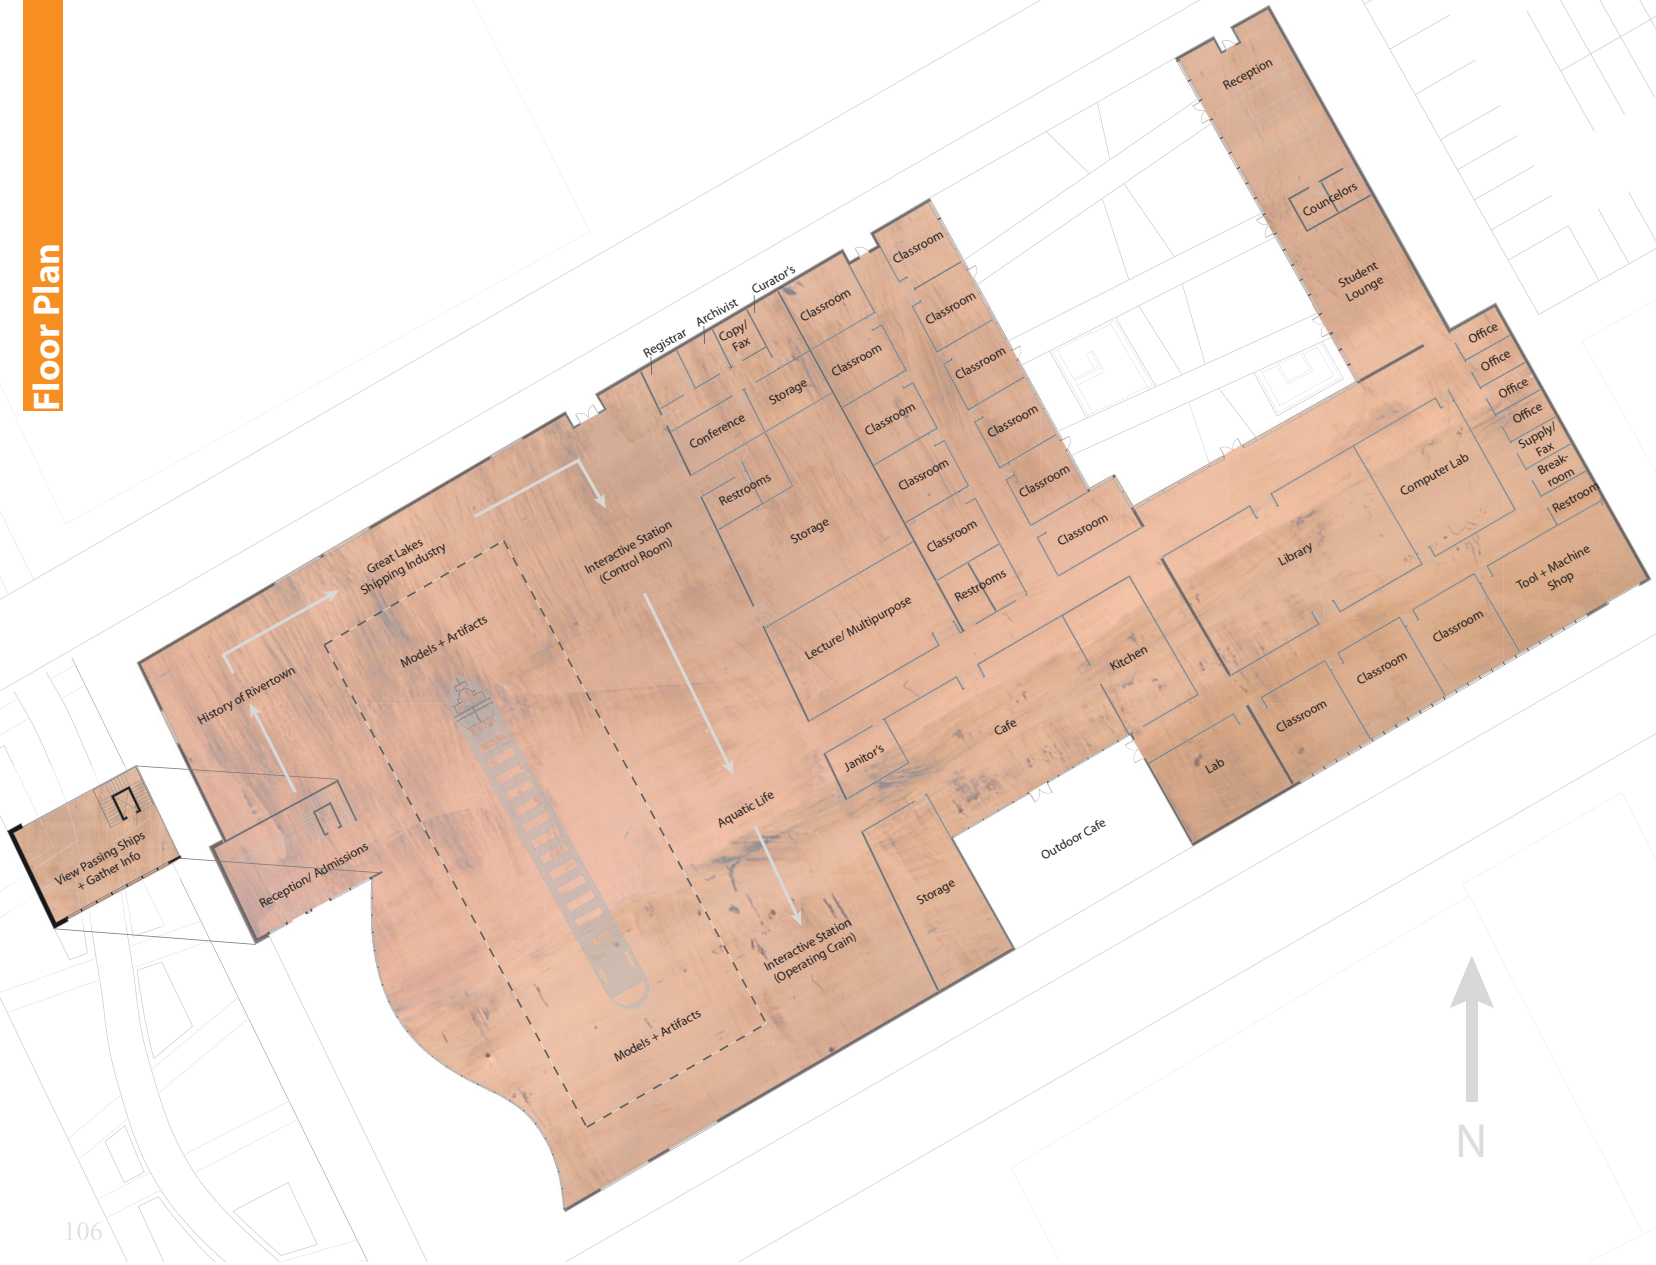 Floor Plan
Reception
Councelors
Student
Lounge
Office
Office
Office
Office
Supply/
Fax
Break-
room
Restroom
Tool + Machine
Shop
Computer Lab
Library
Classroom
Classroom
Classroom
Lab
Classroom
Classroom
Classroom
Classroom
Classroom
Classroom
Curator's
Archivist
Registrar
Copy/
Fax
Classroom
Classroom
Classroom
Classroom
Classroom
Restrooms
Storage
Conference
Restrooms
Storage
Lecture/ Multipurpose
Kitchen
Cafe
Janitor's
Outdoor Cafe
Storage
Great Lakes
Shipping Industry
Interactive Station
(Control Room)
Models + Artifacts
History of Rivertown
Aquatic Life
View Passing Ships
+ Gather Info
Reception/ Admissions
Interactive Station
(Operating Crain)
Models + Artifacts
N
106